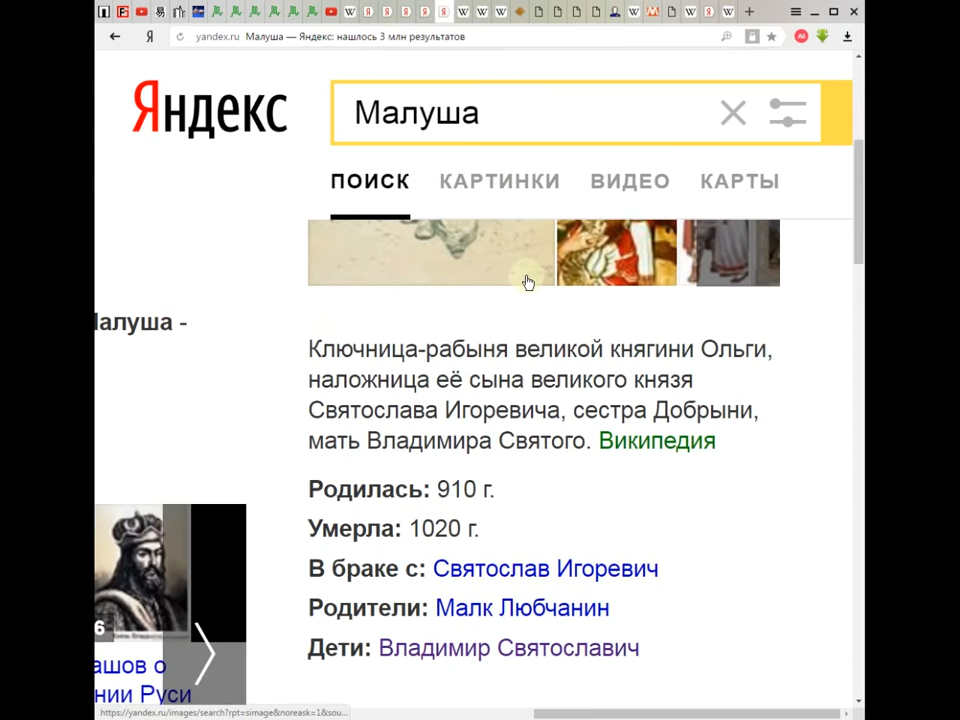 yandex.ru Малуша — Яндекс: нашлось 3 млн результатов
Яндекс
Малуша
ПОИСК КАРТИНКИ ВИДЕО КАРТЫ
Малуша -
Ключница-рабыня великой княгини Ольги,
наложница её сына великого князя
Святослава Игоревича, сестра Добрыни,
мать Владимира Святого. Википедия
Родилась: 910 г.
Умерла: 1020 г.
В браке с: Святослав Игоревич
Родители: Малк Любчанин
Дети: Владимир Святославич
6
ашов о
нии Руси
https://yandex.ru/images/search?rpt=simage&noreask=1&sou...